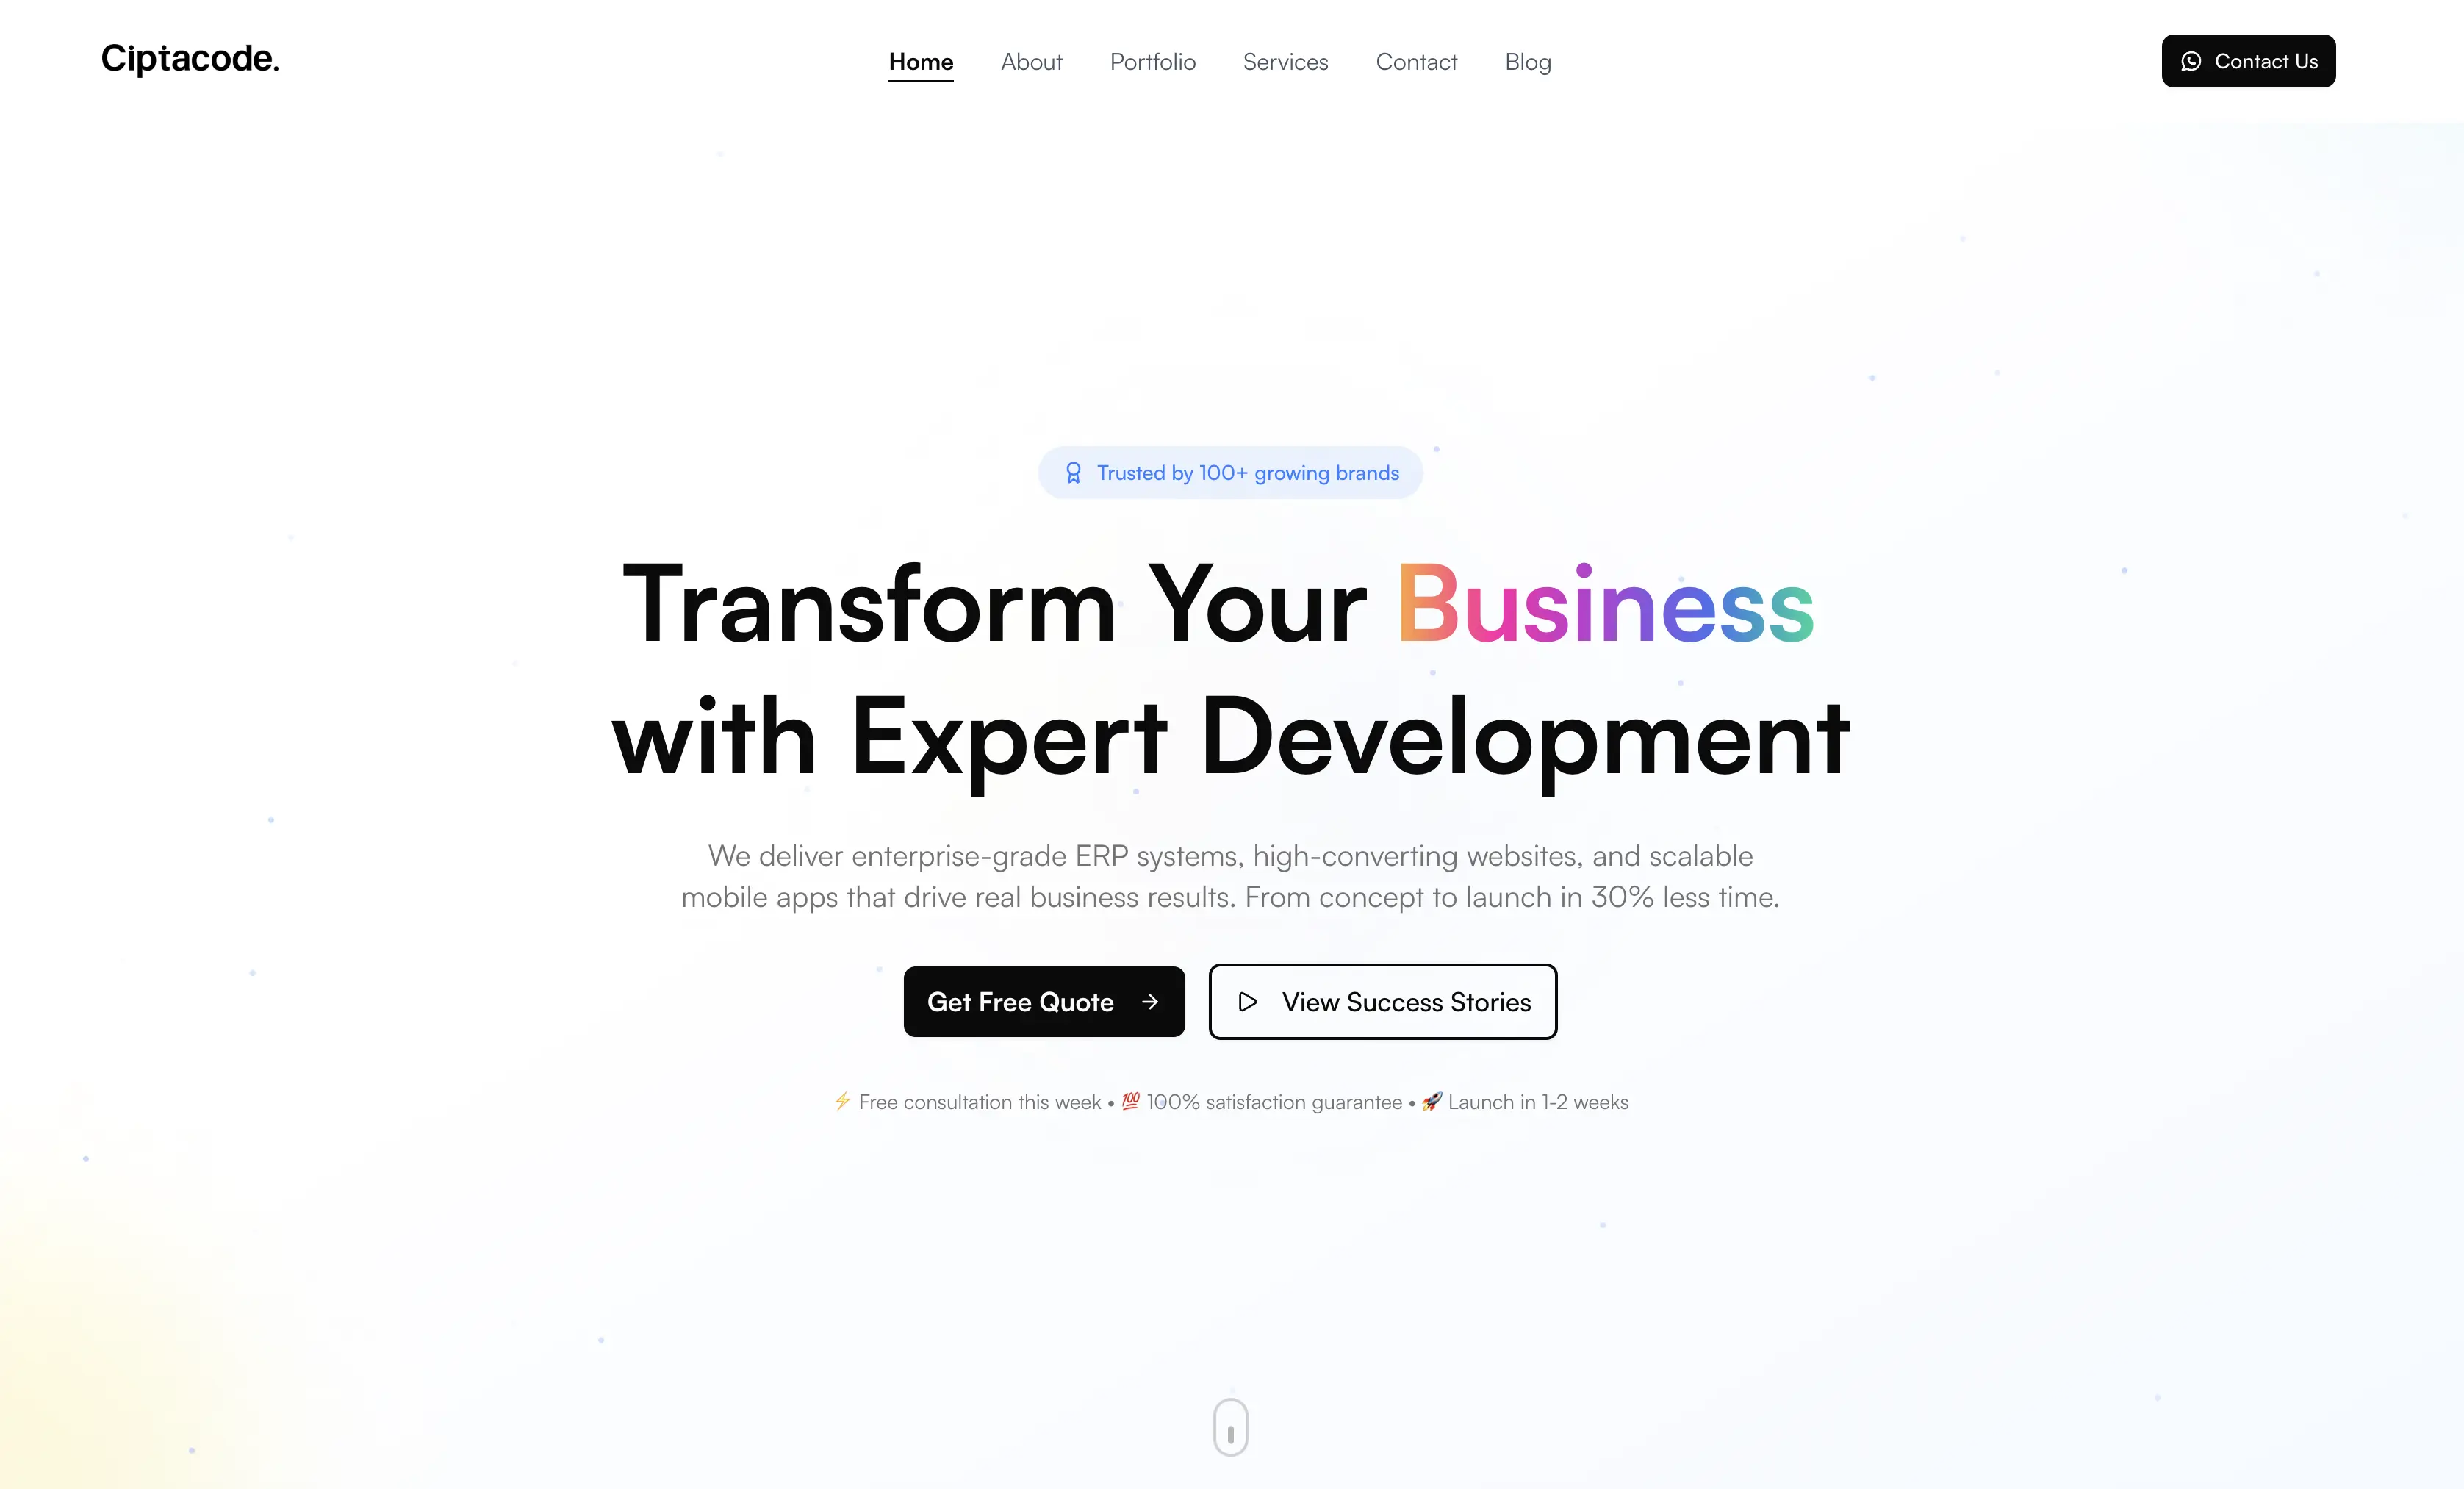 Ciptacode.
Home About Portfolio Services Contact Blog
Contact Us
Trusted by 100+ growing brands
Transform Your Business
with Expert Development
We deliver enterprise-grade ERP systems, high-converting websites, and scalable
mobile apps that drive real business results. From concept to launch in 30% less time.
Get Free Quote →
View Success Stories
⚡ Free consultation this week • 💯 100% satisfaction guarantee • 🚀 Launch in 1-2 weeks